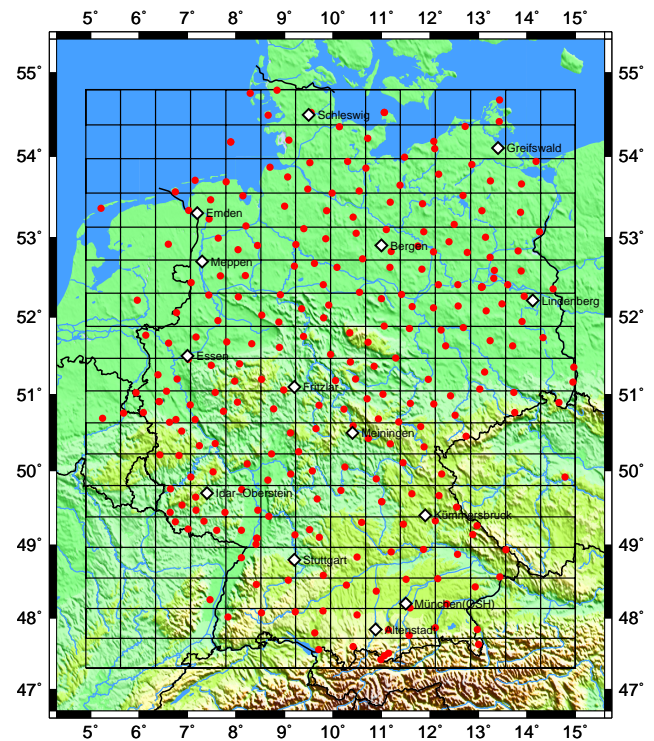 5° 6° 7° 8° 9° 10° 11° 12° 13° 14° 15°
55° 55°
Schleswig
54° Greifswald 54°
Emden
53° Bergen 53°
Meppen
52° Lindenberg 52°
Essen
51° Fritzlar 51°
Meiningen
50° 50°
Idar-Oberstein
Kümmersbruck
49° 49°
Stuttgart
48° München(OSH) 48°
Altenstadt
47° 47°
5° 6° 7° 8° 9° 10° 11° 12° 13° 14° 15°